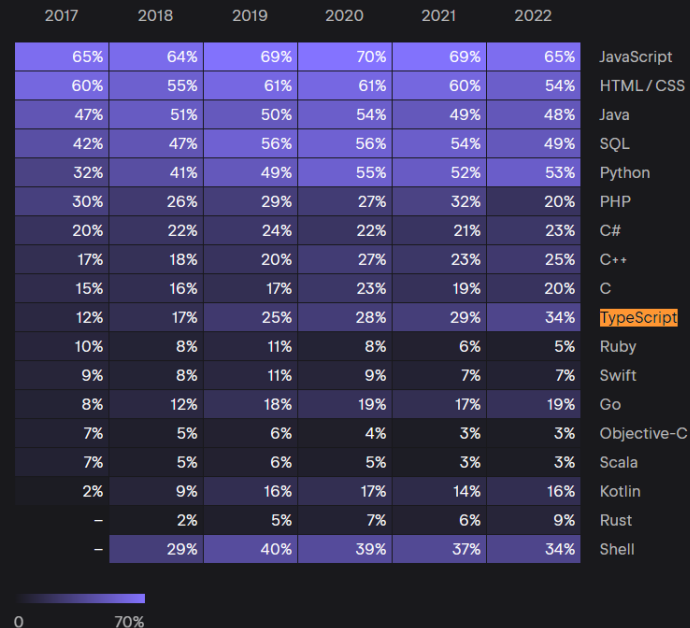 2017 2018 2019 2020 2021 2022
65% 64% 69% 70% 69% 65% JavaScript
60% 55% 61% 61% 60% 54% HTML / CSS
47% 51% 50% 54% 49% 48% Java
42% 47% 56% 56% 54% 49% SQL
32% 41% 49% 55% 52% 53% Python
30% 26% 29% 27% 32% 20% PHP
20% 22% 24% 22% 21% 23% C#
17% 18% 20% 27% 23% 25% C++
15% 16% 17% 23% 19% 20% C
12% 17% 25% 28% 29% 34% TypeScript
10% 8% 11% 8% 6% 5% Ruby
9% 8% 11% 9% 7% 7% Swift
8% 12% 18% 19% 17% 19% Go
7% 5% 6% 4% 3% 3% Objective-C
7% 5% 6% 5% 3% 3% Scala
2% 9% 16% 17% 14% 16% Kotlin
– 2% 5% 7% 6% 9% Rust
– 29% 40% 39% 37% 34% Shell
0 70%